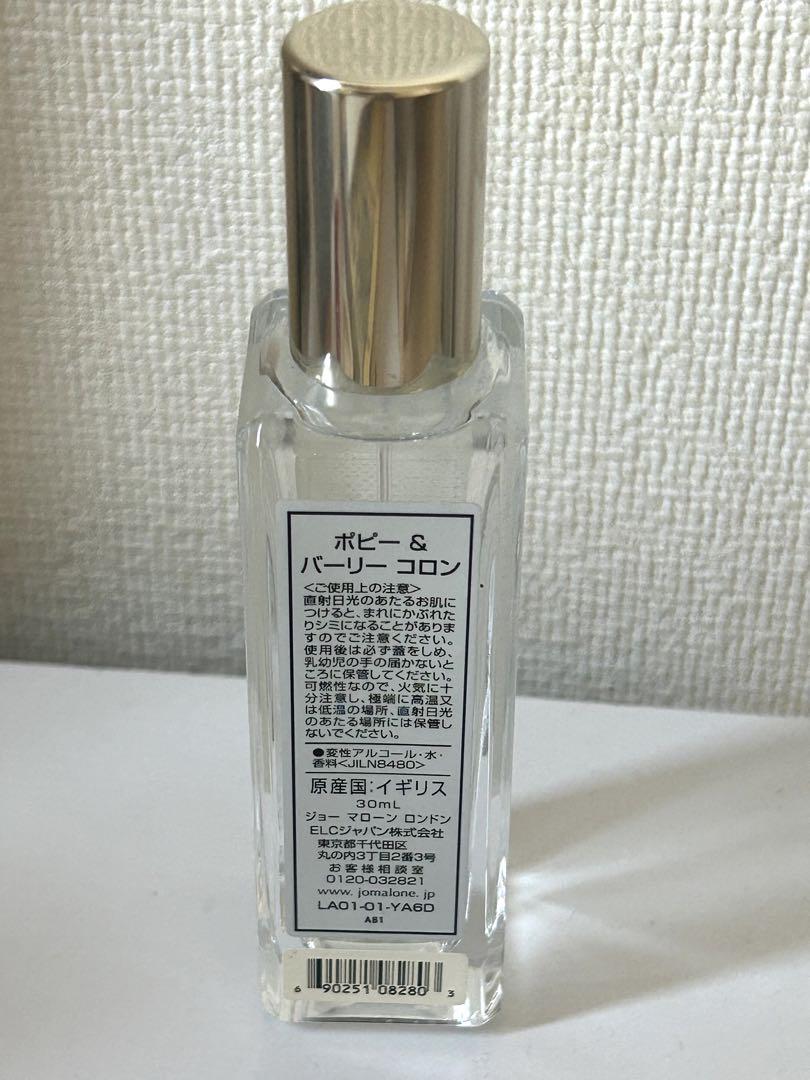 ポピー &
バーリー コロン
<ご使用上の注意>
直射日光のあたるお肌に
つけると、まれにかぶれた
りシミになることがありま
すのでご注意ください。
使用後は必ず蓋をしめ、
乳幼児の手の届かないと
ころに保管してください。
可燃性なので、火気に十
分注意し、極端に高温又
は低温の場所、直射日光
のあたる場所には保管し
ないでください。
●変性アルコール・水・
香料<JILN8480>
原産国:イギリス
30mL
ジョー マローン ロンドン
ELCジャパン株式会社
東京都千代田区
丸の内3丁目2番3号
お客様相談室
0120-032821
www.jomalone.jp
LA01-01-YA6D
AB1
6 90251 08280 3